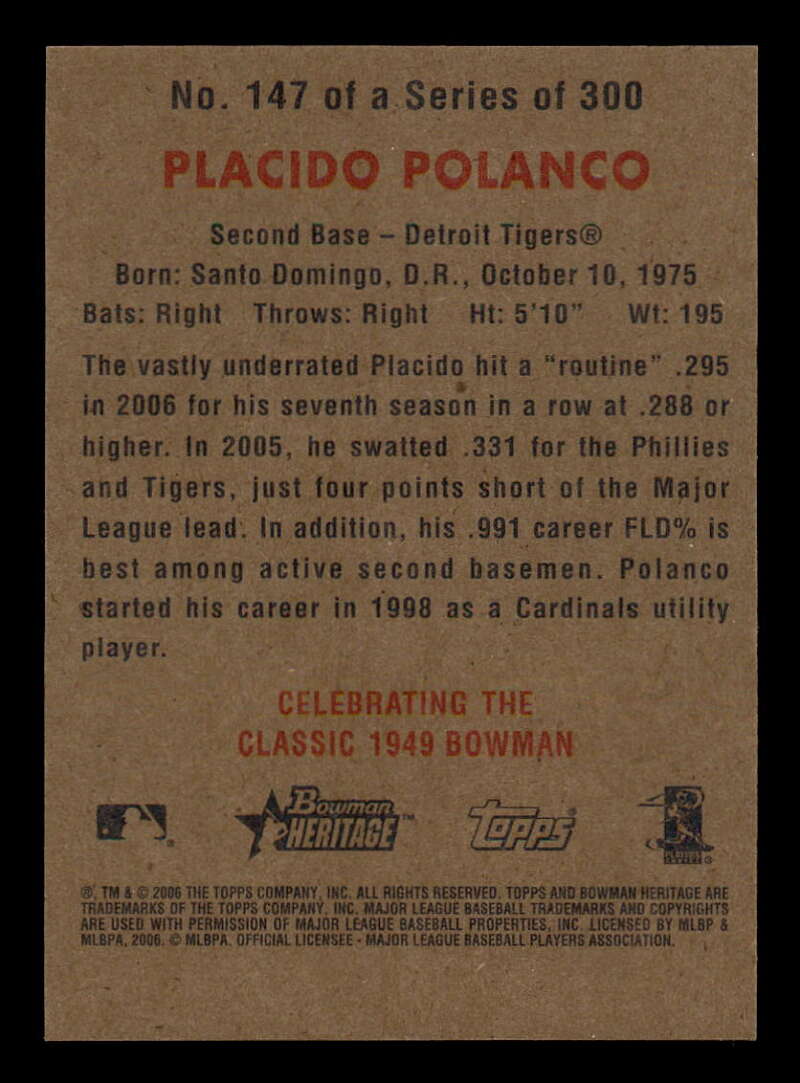 No. 147 of a Series of 300
PLACIDO POLANCO
Second Base – Detroit Tigers®
Born: Santo Domingo, D.R., October 10, 1975
Bats: Right Throws: Right Ht: 5'10" Wt: 195
The vastly underrated Placido hit a "routine" .295
in 2006 for his seventh season in a row at .288 or
higher. In 2005, he swatted .331 for the Phillies
and Tigers, just four points short of the Major
League lead. In addition, his .991 career FLD% is
best among active second basemen. Polanco
started his career in 1998 as a Cardinals utility
player.
CELEBRATING THE
CLASSIC 1949 BOWMAN
Bowman HERITAGE™ Topps®
®, TM & © 2006 THE TOPPS COMPANY, INC. ALL RIGHTS RESERVED. TOPPS AND BOWMAN HERITAGE ARE
TRADEMARKS OF THE TOPPS COMPANY, INC. MAJOR LEAGUE BASEBALL TRADEMARKS AND COPYRIGHTS
ARE USED WITH PERMISSION OF MAJOR LEAGUE BASEBALL PROPERTIES, INC. LICENSED BY MLBP &
MLBPA, 2006. © MLBPA. OFFICIAL LICENSEE - MAJOR LEAGUE BASEBALL PLAYERS ASSOCIATION.